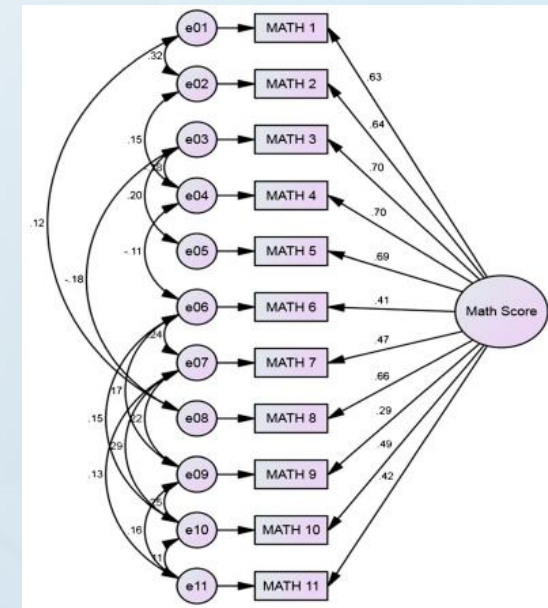 e01 MATH 1
.32 .63
e02 MATH 2
.64
e03 MATH 3
.15 .70
e04 MATH 4
.20 .70
.12
e05 MATH 5
-.11 .69
-.18
e06 MATH 6 .41 Math Score
.24 .47
e07 MATH 7
.66
e08 MATH 8
.17 .29
.15 .22
.29 .49
e09 MATH 9
.13 .42
e10 MATH 10
.16
e11 MATH 11